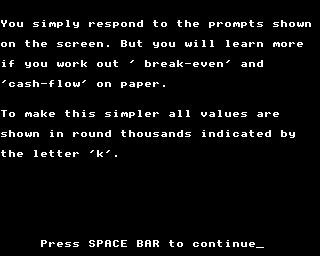 You simply respond to the prompts shown
on the screen. But you will learn more
if you work out ' break-even' and
'cash-flow' on paper.
To make this simpler all values are
shown in round thousands indicated by
the letter 'k'.
Press SPACE BAR to continue_